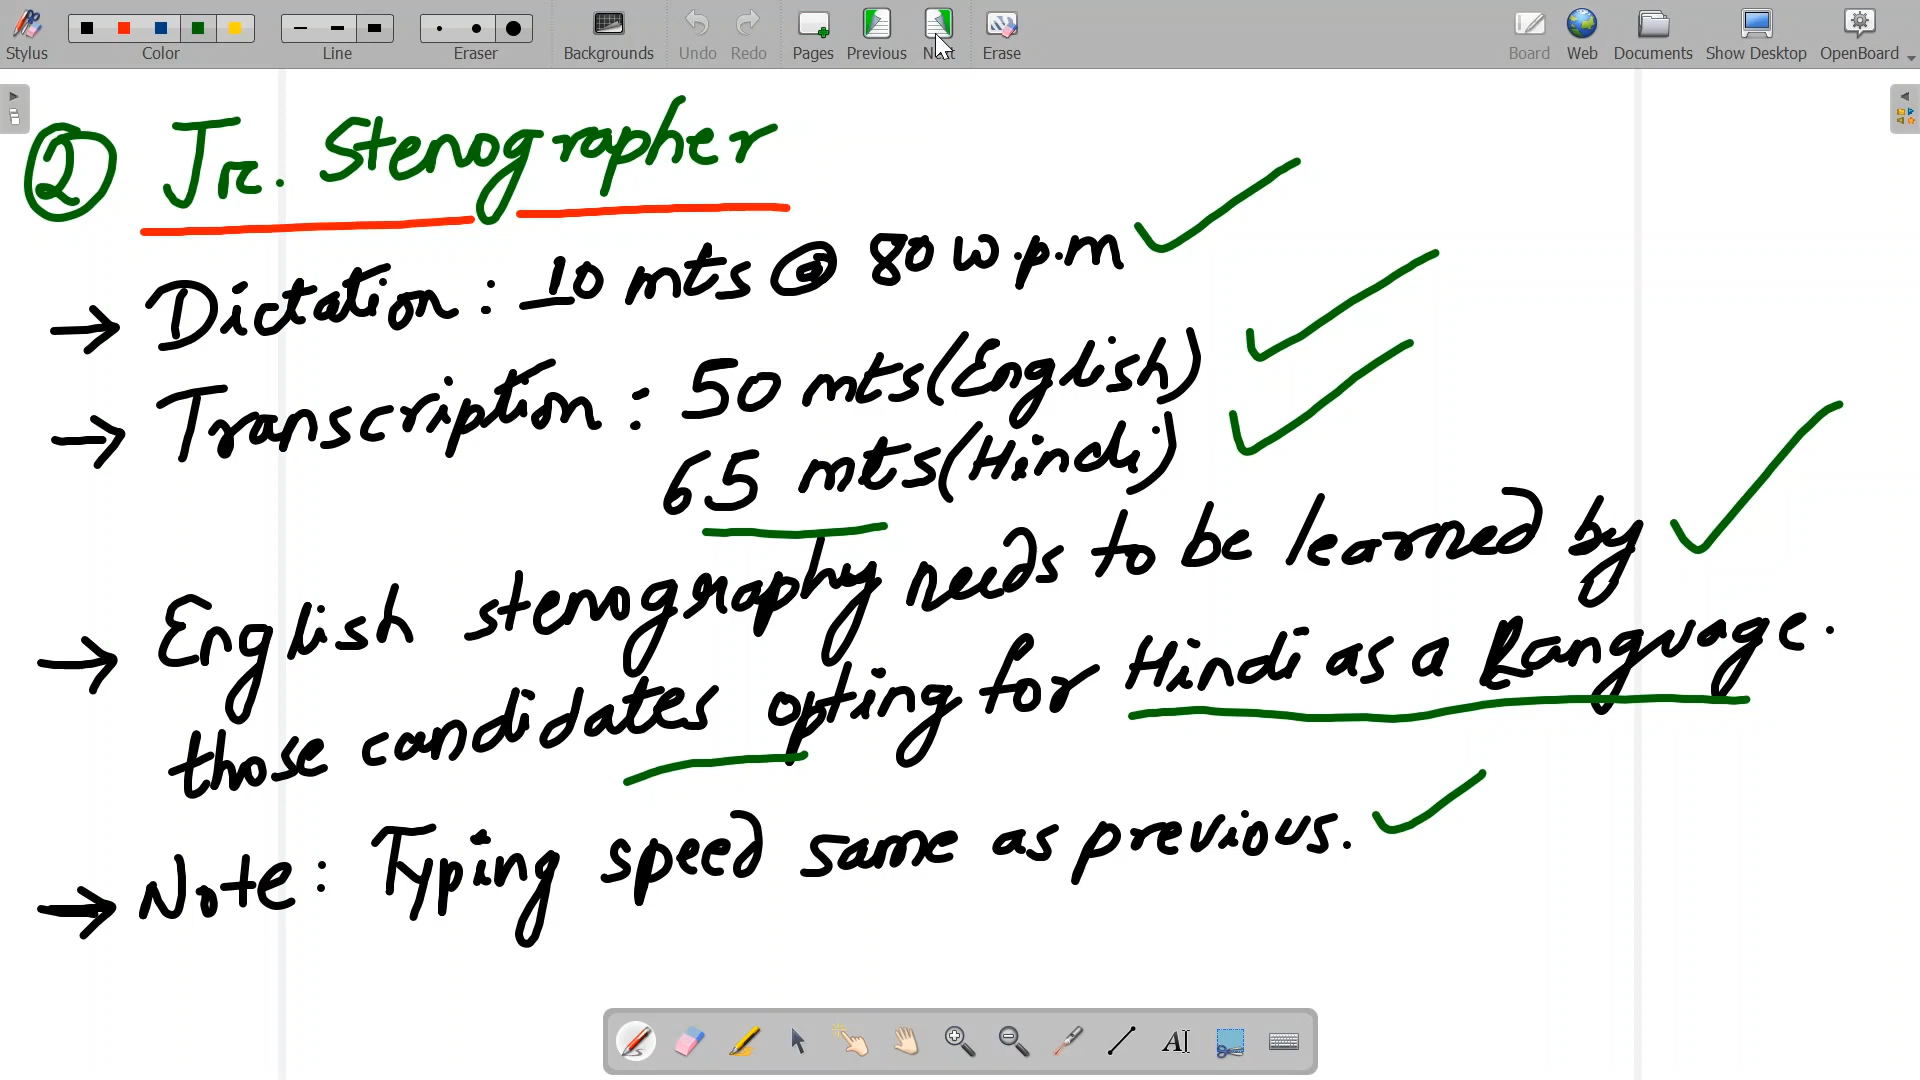 Stylus
Color
Line
Eraser
Backgrounds
Undo
Redo
Pages
Previous
Next
Erase
Board
Web
Documents
Show Desktop
OpenBoard
② Jr. Stenographer
→ Dictation : 10 mts @ 80 w.p.m
→ Transcription : 50 mts (English)
65 mts (Hindi)
→ English stenography needs to be learned by
those candidates opting for Hindi as a Language.
→ Note : Typing speed same as previous.